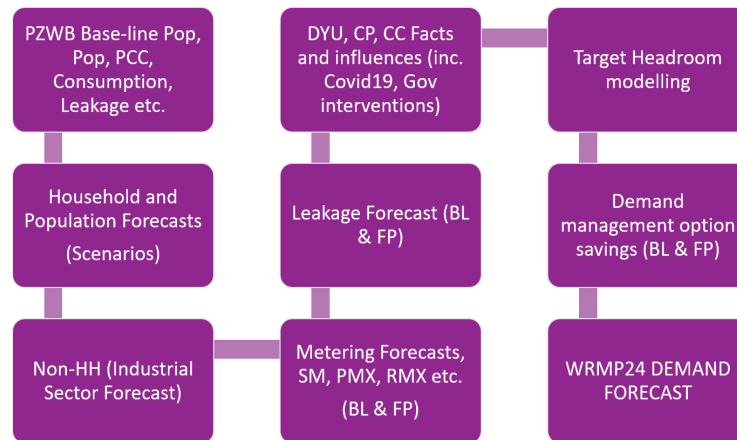 PZWB Base-line Pop,
Pop, PCC,
Consumption,
Leakage etc.
Household and
Population Forecasts
(Scenarios)
Non-HH (Industrial
Sector Forecast)
Metering Forecasts,
SM, PMX, RMX etc.
(BL & FP)
Leakage Forecast (BL
& FP)
DYU, CP, CC Facts
and influences (inc.
Covid19, Gov
interventions)
Target Headroom
modelling
Demand
management option
savings (BL & FP)
WRMP24 DEMAND
FORECAST